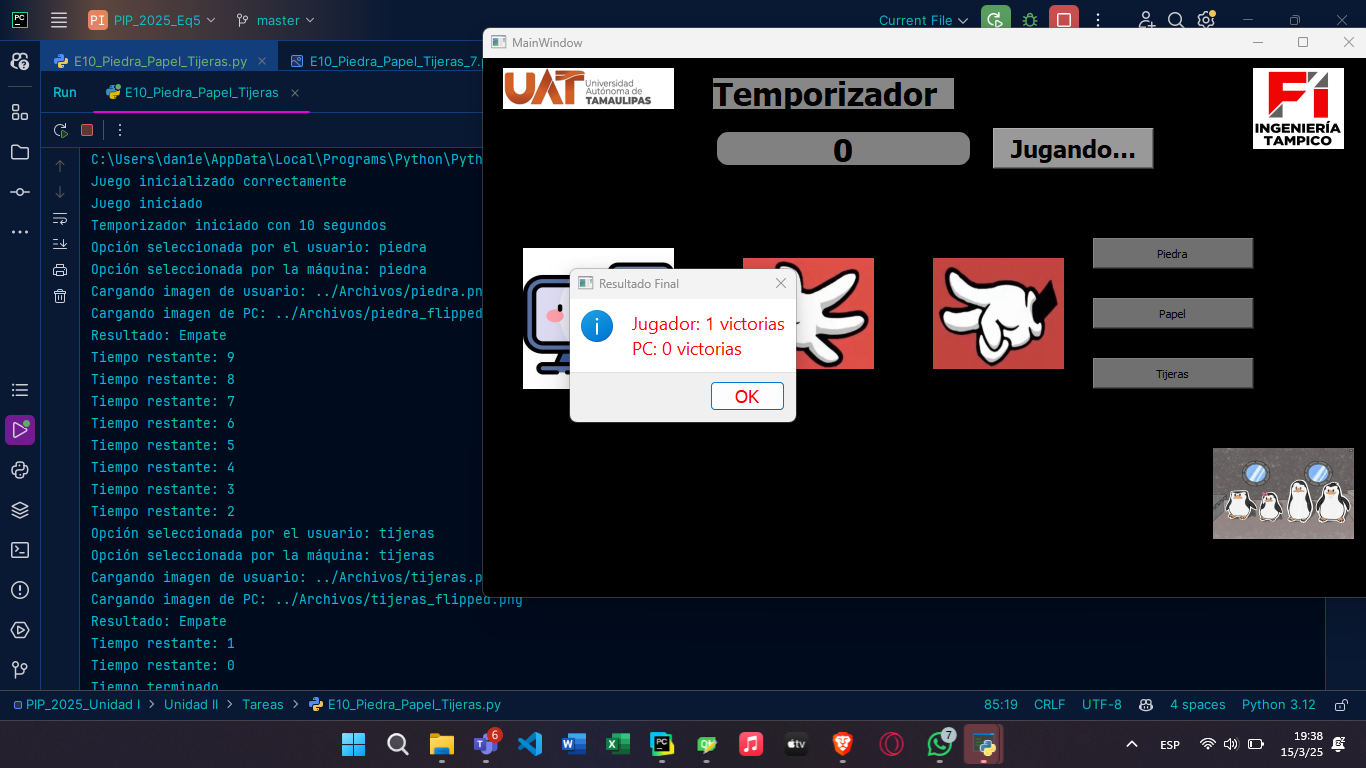 PC
PI PIP_2025_Eq5
master
Current File
E10_Piedra_Papel_Tijeras.py
E10_Piedra_Papel_Tijeras_7.
Run
E10_Piedra_Papel_Tijeras
C:\Users\dan1e\AppData\Local\Programs\Python\Pyth
Juego inicializado correctamente
Juego iniciado
Temporizador iniciado con 10 segundos
Opción seleccionada por el usuario: piedra
Opción seleccionada por la máquina: piedra
Cargando imagen de usuario: ../Archivos/piedra.pn
Cargando imagen de PC: ../Archivos/piedra_flipped
Resultado: Empate
Tiempo restante: 9
Tiempo restante: 8
Tiempo restante: 7
Tiempo restante: 6
Tiempo restante: 5
Tiempo restante: 4
Tiempo restante: 3
Tiempo restante: 2
Opción seleccionada por el usuario: tijeras
Opción seleccionada por la máquina: tijeras
Cargando imagen de usuario: ../Archivos/tijeras.p
Cargando imagen de PC: ../Archivos/tijeras_flipped.png
Resultado: Empate
Tiempo restante: 1
Tiempo restante: 0
Tiempo terminado
MainWindow
UAT
Universidad
Autónoma de
TAMAULIPAS
Temporizador
0
Jugando...
Fi
INGENIERÍA
TAMPICO
Piedra
Papel
Tijeras
Resultado Final
Jugador: 1 victorias
PC: 0 victorias
OK
PIP_2025_Unidad I > Unidad II > Tareas > E10_Piedra_Papel_Tijeras.py
85:19 CRLF UTF-8 4 spaces Python 3.12
6
7
tv
ESP
19:38
15/3/25